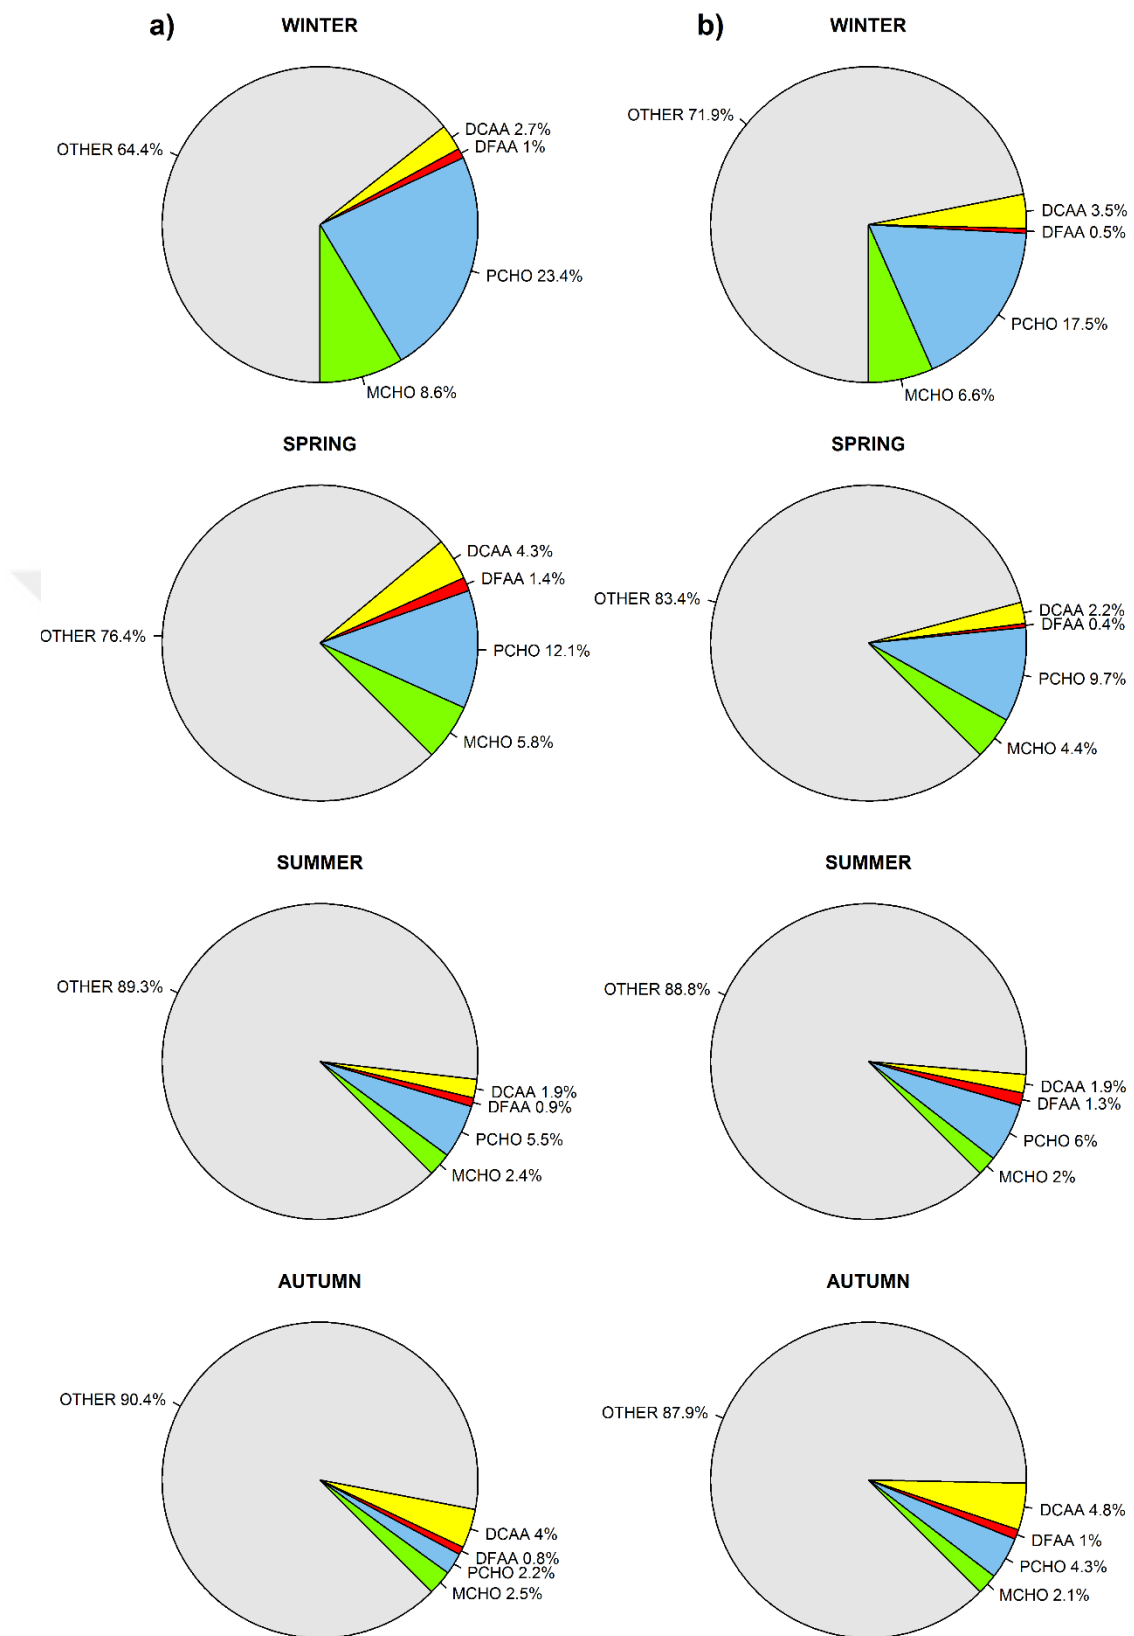 a)
WINTER
OTHER 64.4%
DCAA 2.7%
DFAA 1%
PCHO 23.4%
MCHO 8.6%
b)
WINTER
OTHER 71.9%
DCAA 3.5%
DFAA 0.5%
PCHO 17.5%
MCHO 6.6%
SPRING
OTHER 76.4%
DCAA 4.3%
DFAA 1.4%
PCHO 12.1%
MCHO 5.8%
SPRING
OTHER 83.4%
DCAA 2.2%
DFAA 0.4%
PCHO 9.7%
MCHO 4.4%
SUMMER
OTHER 89.3%
DCAA 1.9%
DFAA 0.9%
PCHO 5.5%
MCHO 2.4%
SUMMER
OTHER 88.8%
DCAA 1.9%
DFAA 1.3%
PCHO 6%
MCHO 2%
AUTUMN
OTHER 90.4%
DCAA 4%
DFAA 0.8%
PCHO 2.2%
MCHO 2.5%
AUTUMN
OTHER 87.9%
DCAA 4.8%
DFAA 1%
PCHO 4.3%
MCHO 2.1%